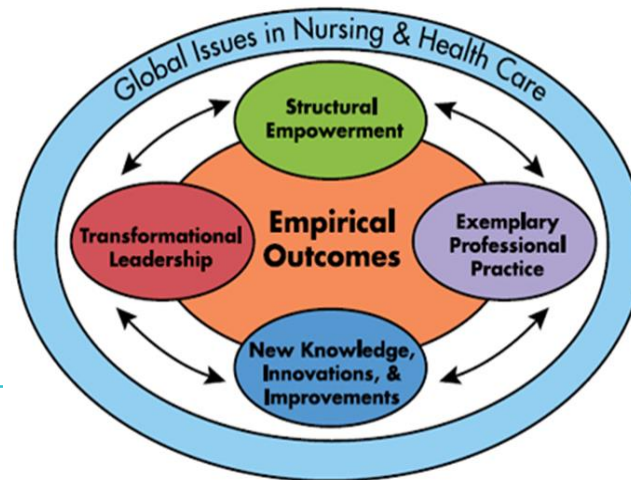 Global Issues in Nursing & Health Care
Structural
Empowerment
Transformational
Leadership
Empirical
Outcomes
Exemplary
Professional
Practice
New Knowledge,
Innovations, &
Improvements